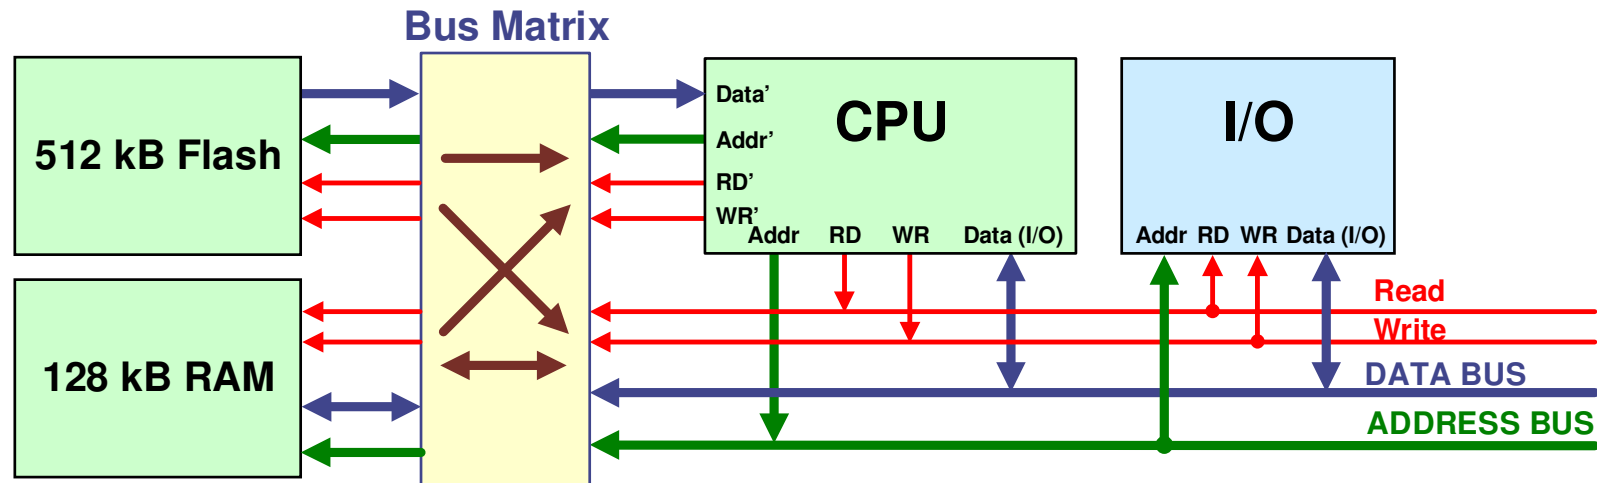 Bus Matrix
512 kB Flash
128 kB RAM
CPU
Data’
Addr’
RD’
WR’
Addr RD WR Data (I/O)
I/O
Addr RD WR Data (I/O)
Read
Write
DATA BUS
ADDRESS BUS